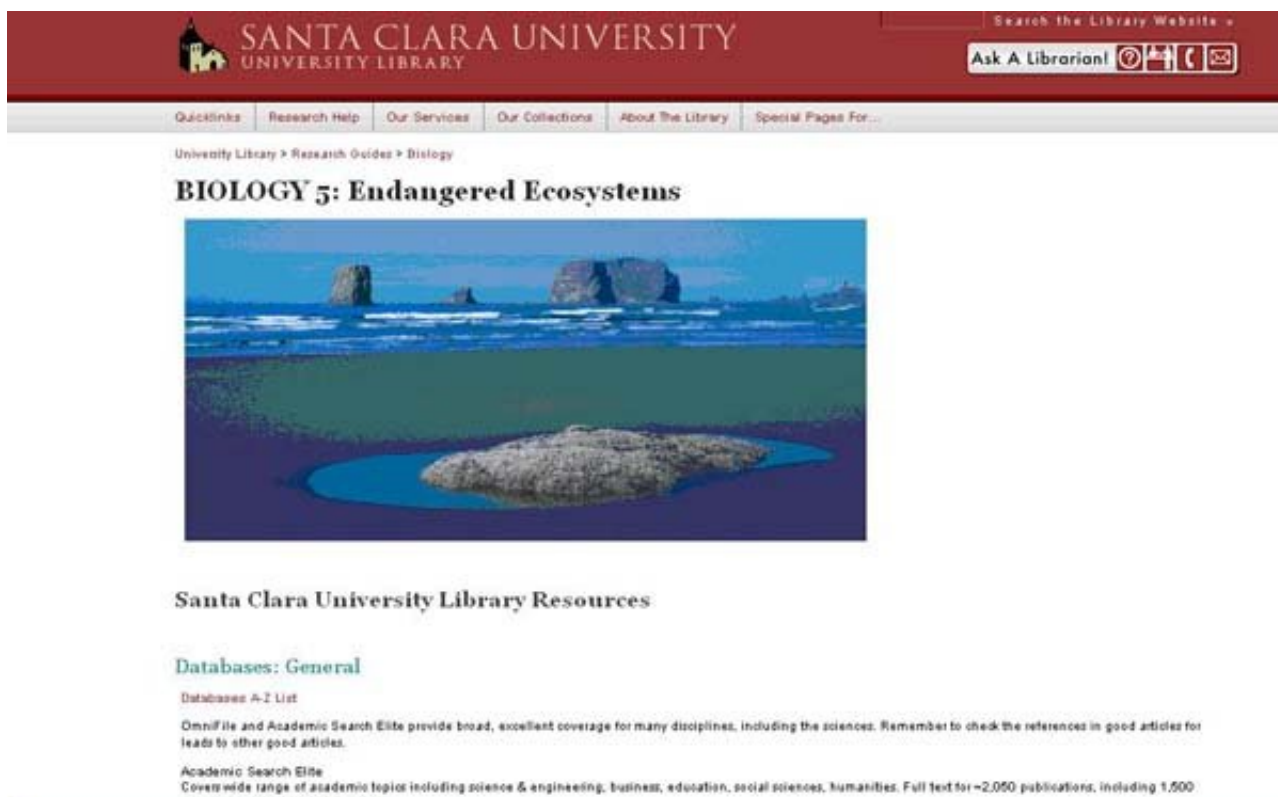 SANTA CLARA UNIVERSITY
UNIVERSITY LIBRARY
Search the Library Website »
Ask A Librarian!
Quicklinks
Research Help
Our Services
Our Collections
About The Library
Special Pages For...
University Library > Research Guides > Biology
BIOLOGY 5: Endangered Ecosystems
Santa Clara University Library Resources
Databases: General
Databases A-Z List
OmniFile and Academic Search Elite provide broad, excellent coverage for many disciplines, including the sciences. Remember to check the references in good articles for
leads to other good articles.
Academic Search Elite
Covers wide range of academic topics including science & engineering, business, education, social sciences, humanities. Full text for ~2,050 publications, including 1,500